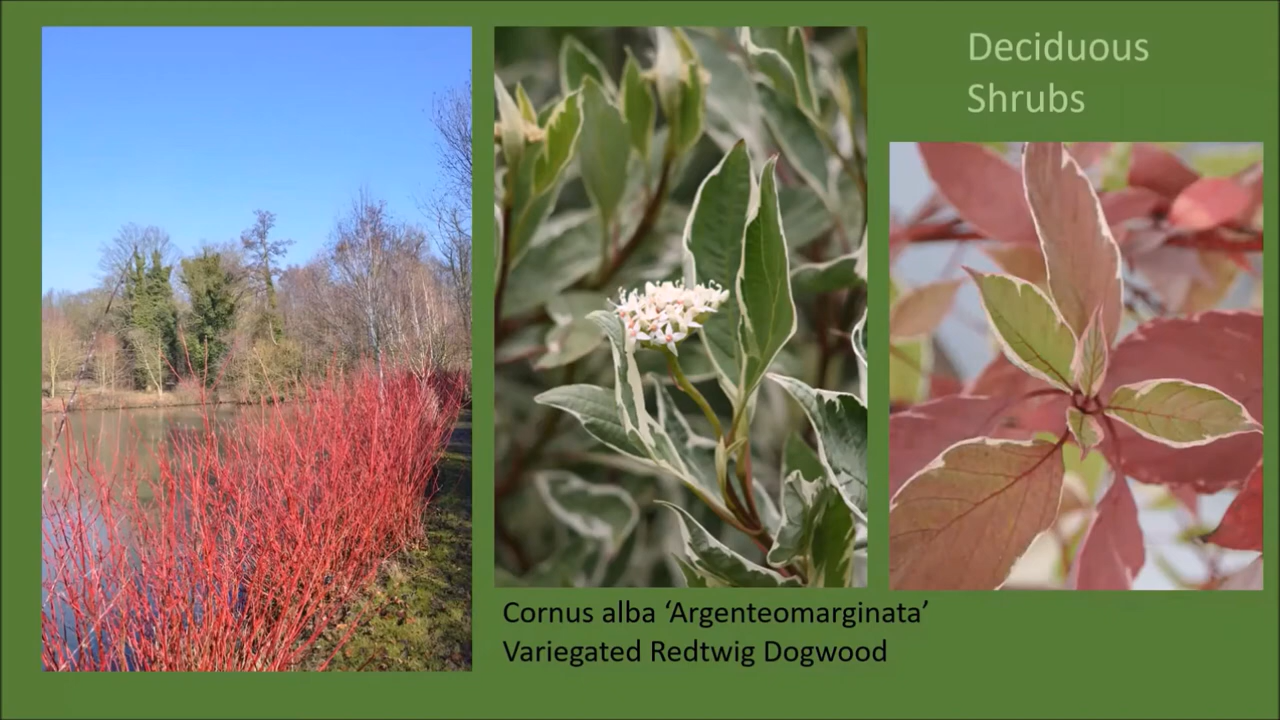 Deciduous
Shrubs
Cornus alba ‘Argenteomarginata’
Variegated Redtwig Dogwood